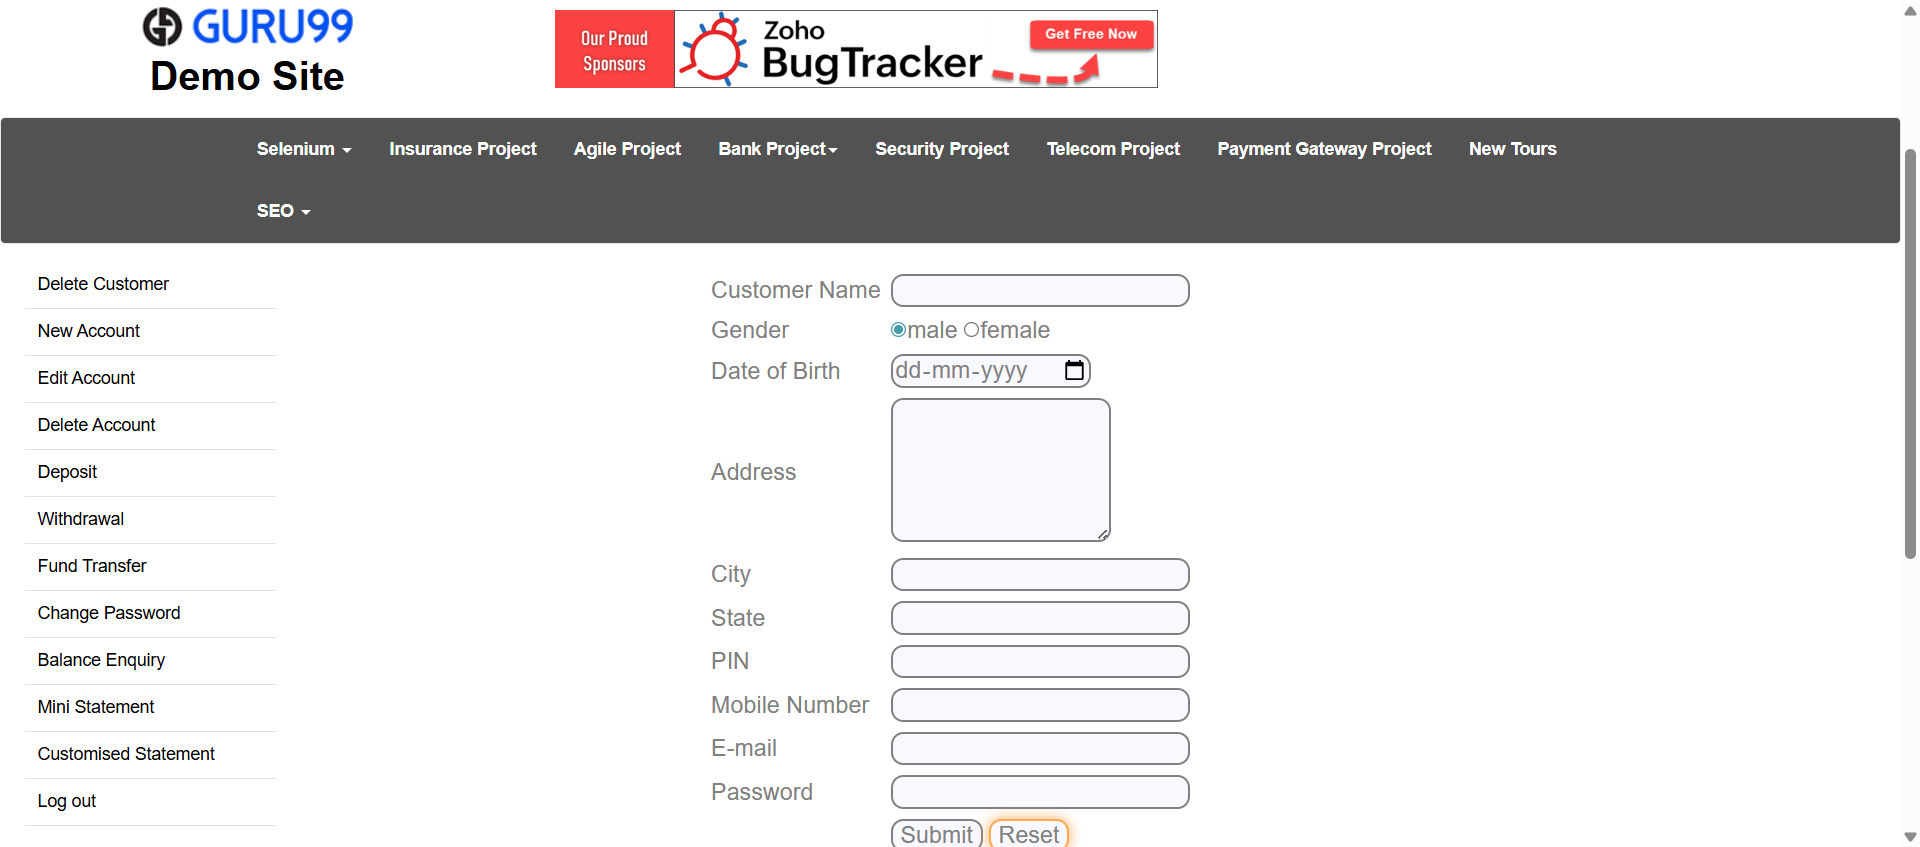 GURU99
Demo Site
Our Proud
Sponsors
Zoho
BugTracker
Get Free Now
Selenium
Insurance Project
Agile Project
Bank Project
Security Project
Telecom Project
Payment Gateway Project
New Tours
SEO
Delete Customer
New Account
Edit Account
Delete Account
Deposit
Withdrawal
Fund Transfer
Change Password
Balance Enquiry
Mini Statement
Customised Statement
Log out
Customer Name
Gender male female
Date of Birth dd-mm-yyyy
Address
City
State
PIN
Mobile Number
E-mail
Password
Submit Reset